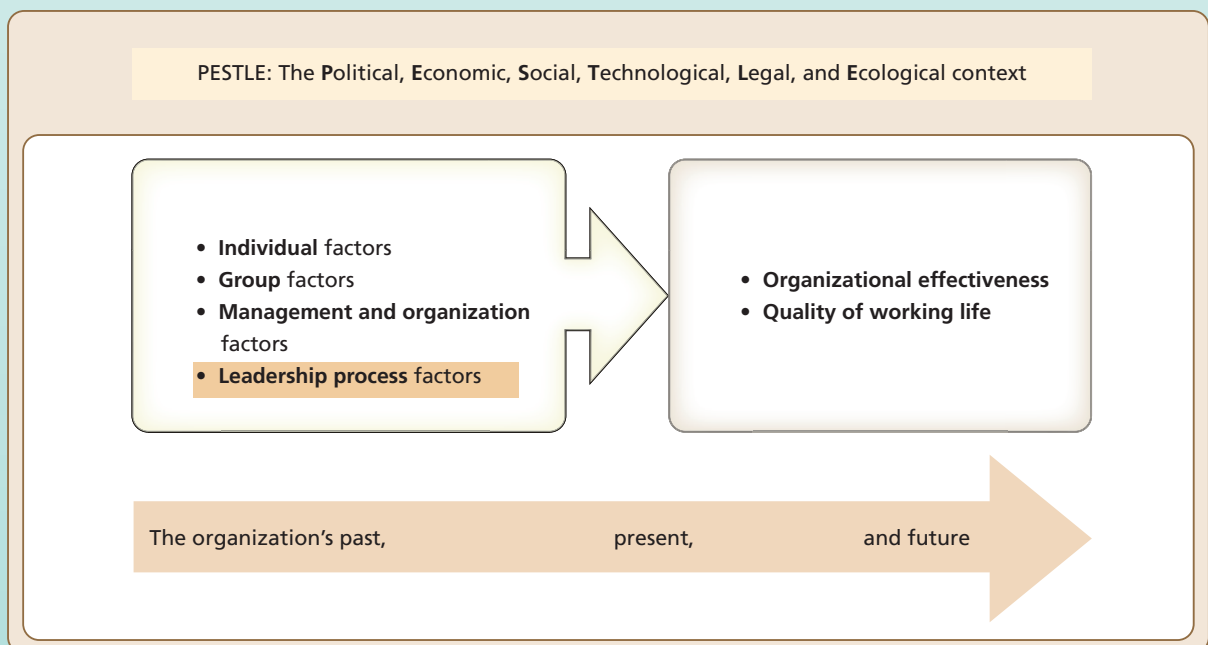 PESTLE: The Political, Economic, Social, Technological, Legal, and Ecological context
• Individual factors
• Group factors
• Management and organization
factors
• Leadership process factors
• Organizational effectiveness
• Quality of working life
The organization’s past, present, and future